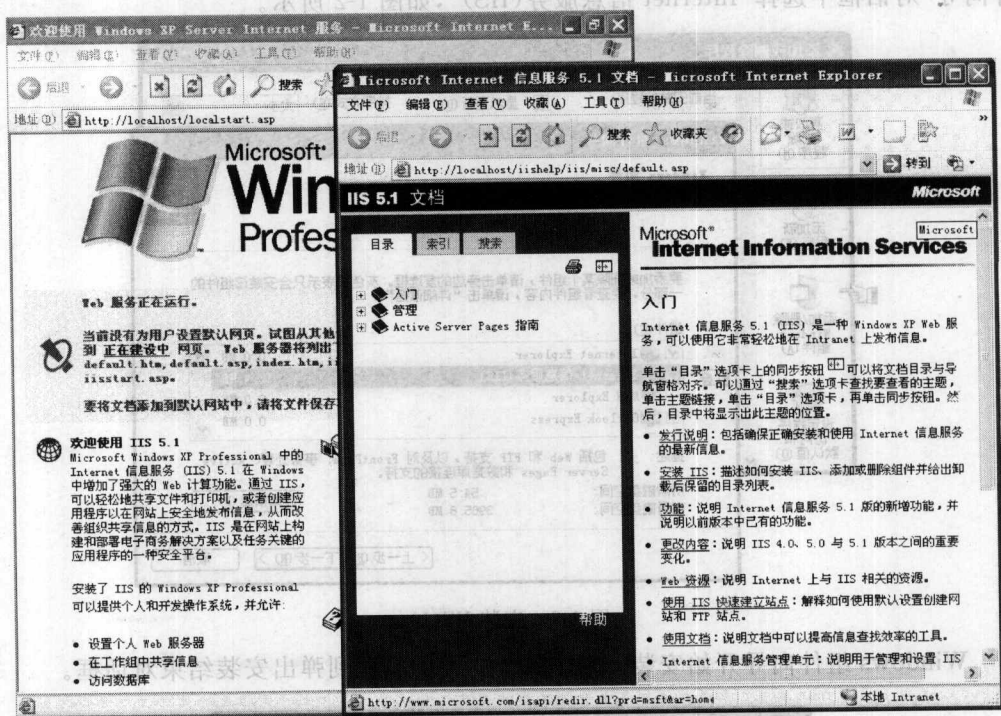 欢迎使用 Windows XP Server Internet 服务 - Microsoft Internet E...
文件(F) 编辑(E) 查看(V) 收藏(A) 工具(T) 帮助(H)
后退 搜索
地址(D) http://localhost/localstart.asp
Microsoft
Win
Profes
Web 服务正在运行。
当前没有为用户设置默认网页。试图从其他
到 正在建设中 网页。 Web 服务器将列出
default.htm, default.asp, index.htm, ii
iisstart.asp.
要将文档添加到默认网站中，请将文件保存
欢迎使用 IIS 5.1
Microsoft Windows XP Professional 中的
Internet 信息服务 (IIS) 5.1 在 Windows
中增加了强大的 Web 计算功能。通过 IIS，
可以轻松地共享文件和打印机，或者创建应
用程序以在网站上安全地发布信息，从而改
善组织共享信息的方式。IIS 是在网站上构
建和部署电子商务解决方案以及任务关键的
应用程序的一种安全平台。
安装了 IIS 的 Windows XP Professional
可以提供个人和开发操作系统，并允许:
• 设置个人 Web 服务器
• 在工作组中共享信息
• 访问数据库
Microsoft Internet 信息服务 5.1 文档 - Microsoft Internet Explorer
文件(F) 编辑(E) 查看(V) 收藏(A) 工具(T) 帮助(H)
后退 搜索 收藏夹
地址(D) http://localhost/iishelp/iis/misc/default.asp 转到
IIS 5.1 文档 Microsoft
目录 索引 搜索
入门
管理
Active Server Pages 指南
帮助
Microsoft
Microsoft®
Internet Information Services
入门
Internet 信息服务 5.1 (IIS) 是一种 Windows XP Web 服
务，可以使用它非常轻松地在 Intranet 上发布信息。
单击“目录”选项卡上的同步按钮 可以将文档目录与导
航窗格对齐。可以通过“搜索”选项卡查找要查看的主题，
单击主题链接，单击“目录”选项卡，再单击同步按钮。然
后，目录中将显示出此主题的位置。
• 发行说明：包括确保正确安装和使用 Internet 信息服务
的最新信息。
• 安装 IIS：描述如何安装 IIS、添加或删除组件并给出卸
载后保留的目录列表。
• 功能：说明 Internet 信息服务 5.1 版的新增功能，并
说明以前版本中已有的功能。
• 更改内容：说明 IIS 4.0、5.0 与 5.1 版本之间的重要
变化。
• Web 资源：说明 Internet 上与 IIS 相关的资源。
• 使用 IIS 快速建立站点：解释如何使用默认设置创建网
站和 FTP 站点。
• 使用文档：说明文档中可以提高信息查找效率的工具。
• Internet 信息服务管理单元：说明用于管理和设置 IIS
http://www.microsoft.com/isapi/redir.dll?prd=msft&ar=home 本地 Intranet